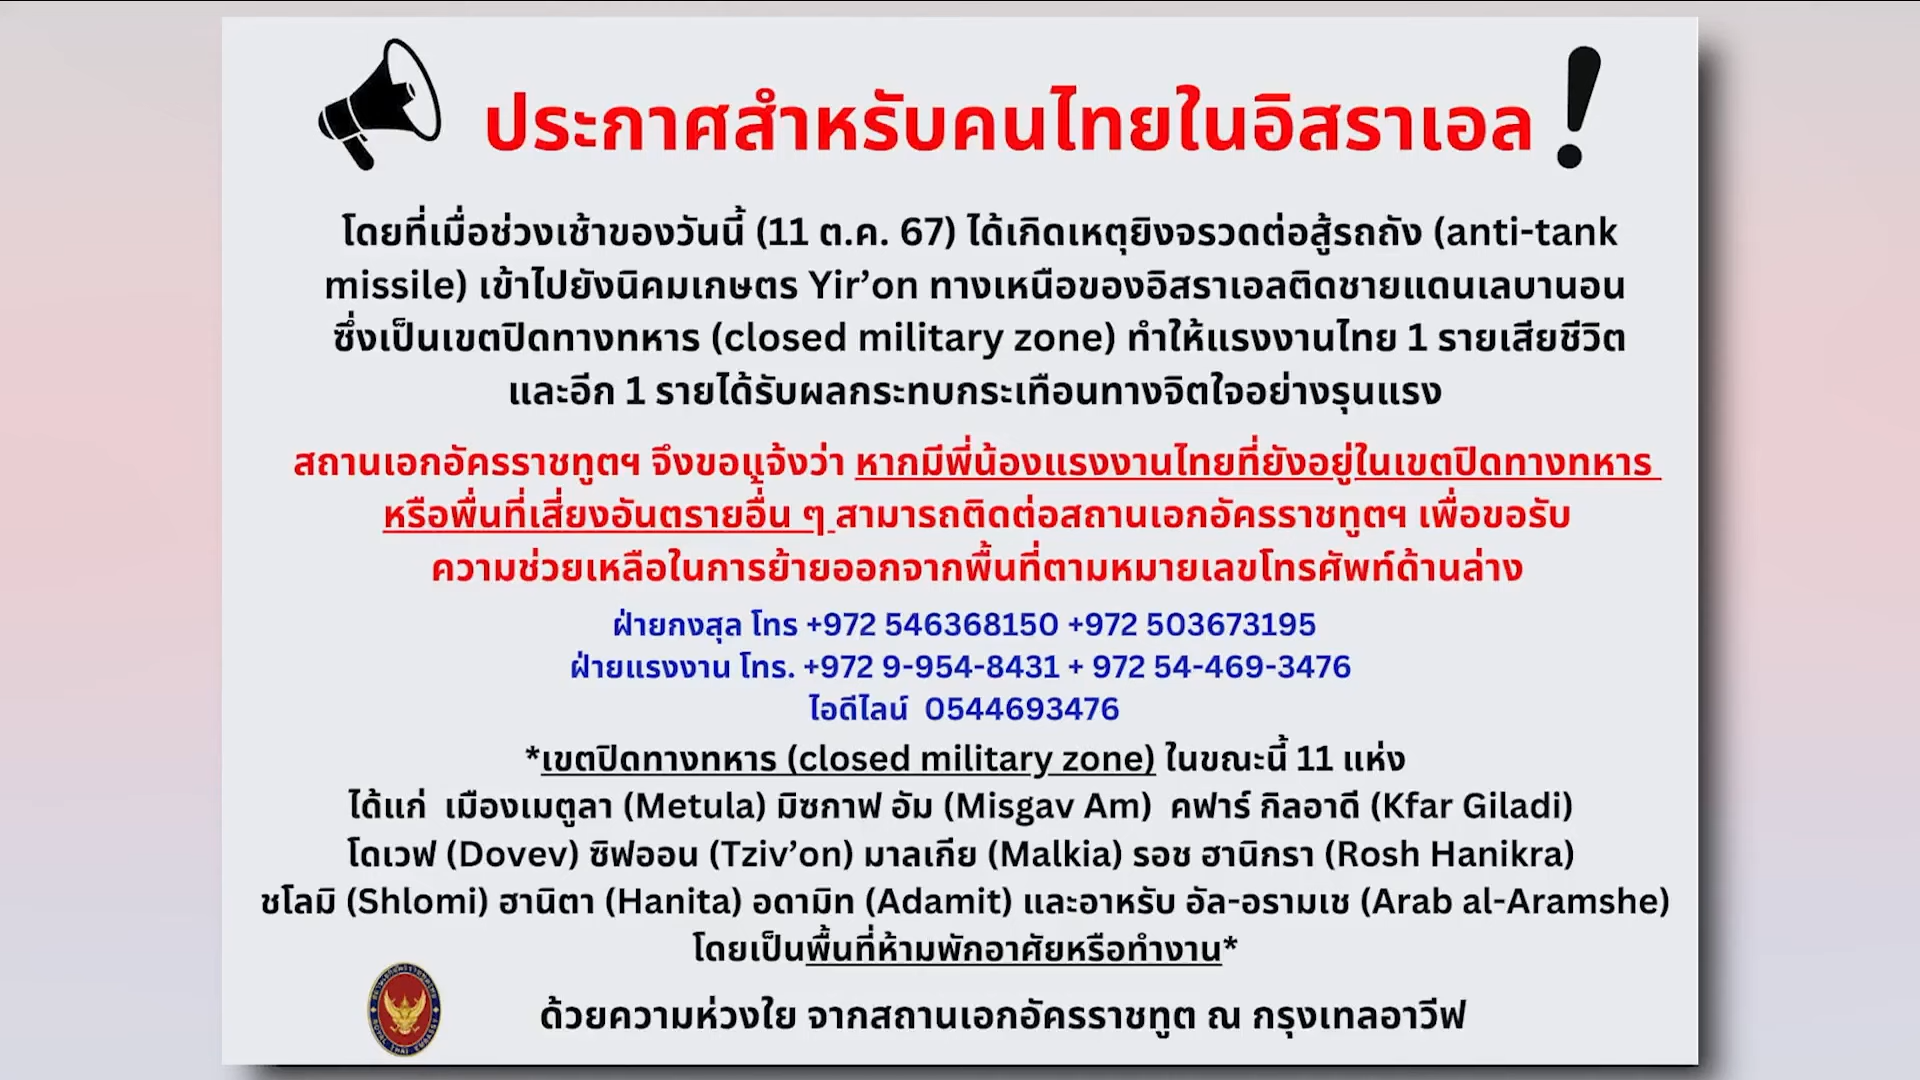 ประกาศสำหรับคนไทยในอิสราเอล!
โดยที่เมื่อช่วงเช้าของวันนี้ (11 ต.ค. 67) ได้เกิดเหตุยิงจรวดต่อสู้รถถัง (anti-tank
missile) เข้าไปยังนิคมเกษตร Yir’on ทางเหนือของอิสราเอลติดชายแดนเลบานอน
ซึ่งเป็นเขตปิดทางทหาร (closed military zone) ทำให้แรงงานไทย 1 รายเสียชีวิต
และอีก 1 รายได้รับผลกระทบกระเทือนทางจิตใจอย่างรุนแรง
สถานเอกอัครราชทูตฯ จึงขอแจ้งว่า หากมีพี่น้องแรงงานไทยที่ยังอยู่ในเขตปิดทางทหาร
หรือพื่นที่เสี่ยงอันตรายอื่น ๆ สามารถติดต่อสถานเอกอัครราชทูตฯ เพื่อขอรับ
ความช่วยเหลือในการย้ายออกจากพื้นที่ตามหมายเลขโทรศัพท์ด้านล่าง
ฝ่ายกงสุล โทร +972 546368150 +972 503673195
ฝ่ายแรงงาน โทร. +972 9-954-8431 + 972 54-469-3476
ไอดีไลน์ 0544693476
*เขตปิดทางทหาร (closed military zone) ในขณะนี้ 11 แห่ง
ได้แก่ เมืองเมตูลา (Metula) มิซกาฟ อัม (Misgav Am) คฟาร์ กิลอาดี (Kfar Giladi)
โดเวฟ (Dovev) ซิฟออน (Tziv’on) มาลเกีย (Malkia) รอช ฮานิกรา (Rosh Hanikra)
ชโลมิ (Shlomi) ฮานิตา (Hanita) อดามิท (Adamit) และอาหรับ อัล-อรามเช (Arab al-Aramshe)
โดยเป็นพื้นที่ห้ามพักอาศัยหรือทำงาน*
ด้วยความห่วงใย จากสถานเอกอัครราชทูต ณ กรุงเทลอาวีฟ